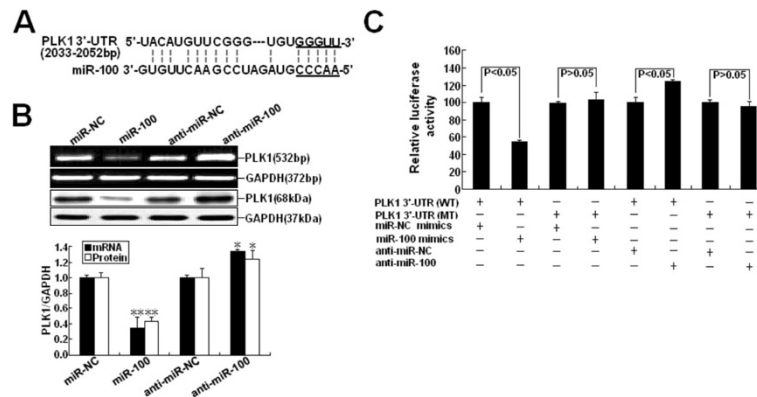 A
PLK1 3'-UTR 5'-UACAUGUUCGGG---UGUGGGUU-3'
(2033-2052bp)
miR-100 3'-GUGUUCAAGCCUAGAUGCCCAA-5'
B
miR-NC miR-100 anti-miR-NC anti-miR-100
PLK1(532bp)
GAPDH(372bp)
PLK1(68kDa)
GAPDH(37kDa)
PLK1/GAPDH
1.4
1.2
1.0
0.8
0.6
0.4
0.2
0.0
mRNA
Protein
** ** * *
miR-NC miR-100 anti-miR-NC anti-miR-100
C
Relative luciferase activity
160
140
120
100
80
60
40
20
0
P<0.05 P>0.05 P<0.05 P>0.05
PLK1 3'-UTR (WT) + + − − + + − −
PLK1 3'-UTR (MT) − − + + − − + +
miR-NC mimics + − + − − − − −
miR-100 mimics − + − + − − − −
anti-miR-NC − − − − + − + −
anti-miR-100 − − − − − + − +